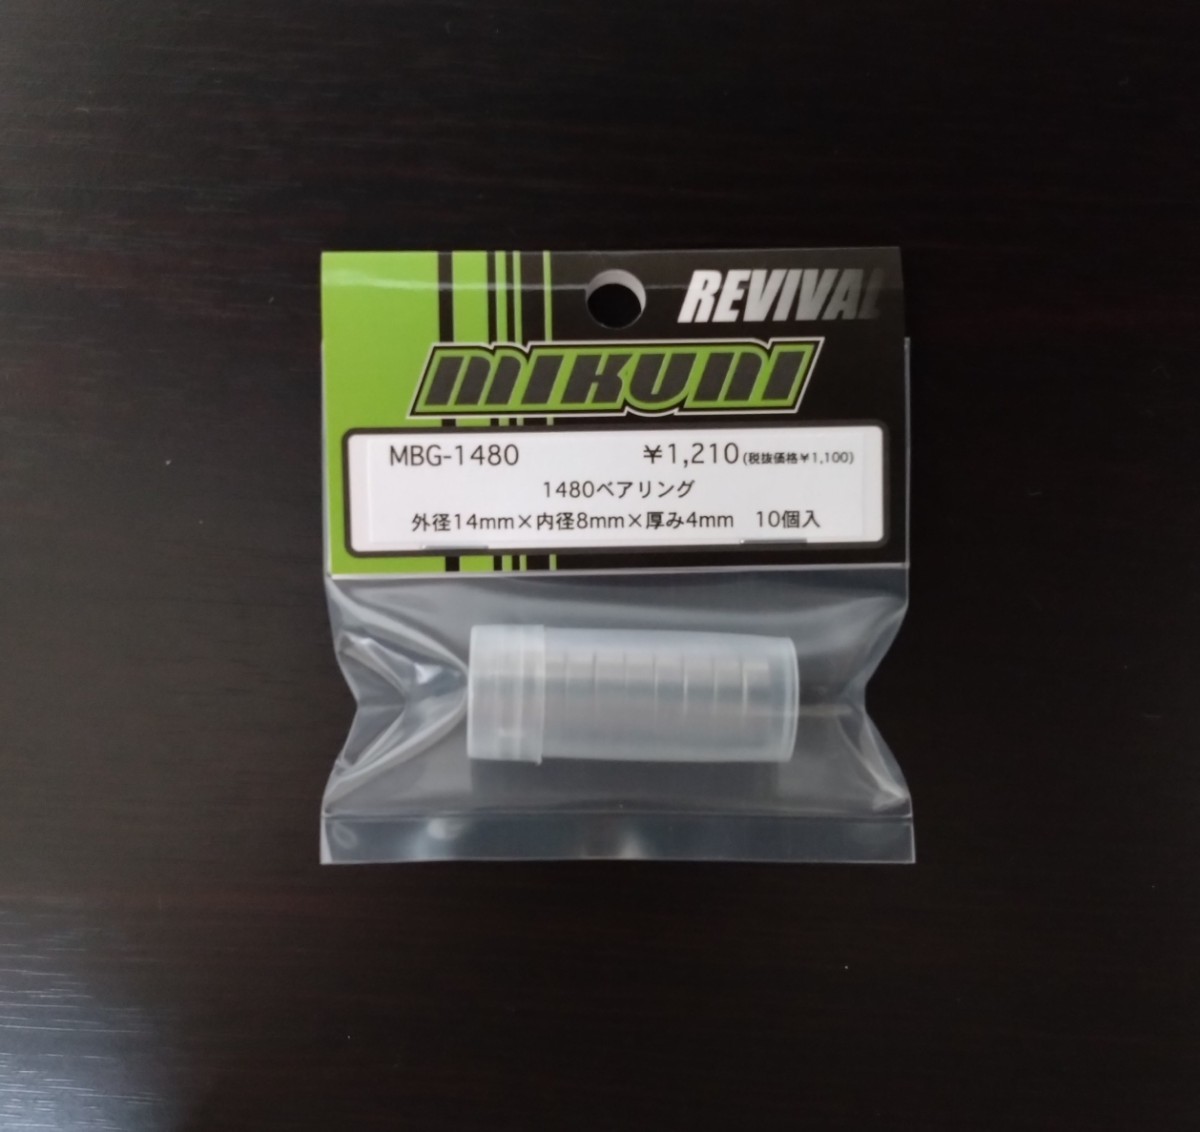 REVIVAL
MIKUNI
MBG-1480 ¥1,210(税抜価格¥1,100)
1480ベアリング
外径14mm×内径8mm×厚み4mm 10個入